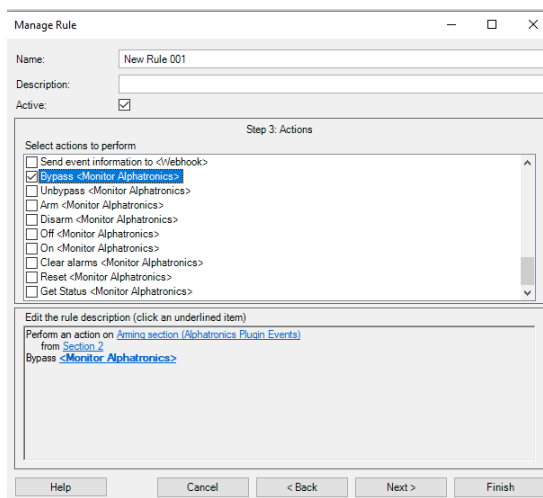 Manage Rule
Name: New Rule 001
Description:
Active:
Step 3: Actions
Select actions to perform
Send event information to <Webhook>
Bypass <Monitor Alphatronics>
Unbypass <Monitor Alphatronics>
Arm <Monitor Alphatronics>
Disarm <Monitor Alphatronics>
Off <Monitor Alphatronics>
On <Monitor Alphatronics>
Clear alarms <Monitor Alphatronics>
Reset <Monitor Alphatronics>
Get Status <Monitor Alphatronics>
Edit the rule description (click an underlined item)
Perform an action on Arming section (Alphatronics Plugin Events)
from Section 2
Bypass <Monitor Alphatronics>
Help Cancel < Back Next > Finish